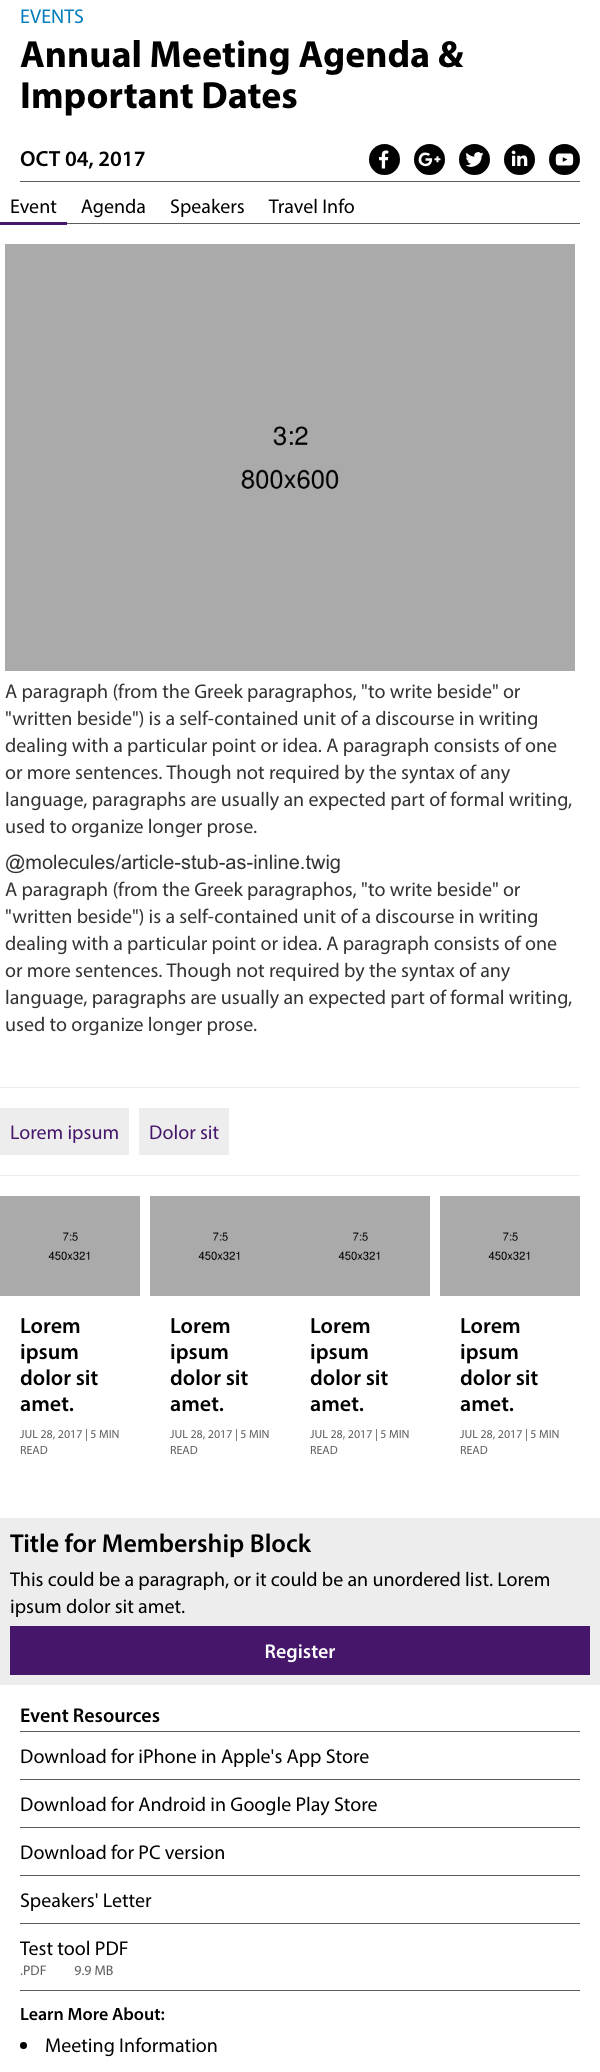 EVENTS
Annual Meeting Agenda &
Important Dates
OCT 04, 2017
Event Agenda Speakers Travel Info
3:2
800x600
A paragraph (from the Greek paragraphos, "to write beside" or
"written beside") is a self-contained unit of a discourse in writing
dealing with a particular point or idea. A paragraph consists of one
or more sentences. Though not required by the syntax of any
language, paragraphs are usually an expected part of formal writing,
used to organize longer prose.
@molecules/article-stub-as-inline.twig
A paragraph (from the Greek paragraphos, "to write beside" or
"written beside") is a self-contained unit of a discourse in writing
dealing with a particular point or idea. A paragraph consists of one
or more sentences. Though not required by the syntax of any
language, paragraphs are usually an expected part of formal writing,
used to organize longer prose.
Lorem ipsum Dolor sit
7:5
450x321
Lorem
ipsum
dolor sit
amet.
JUL 28, 2017 | 5 MIN
READ
7:5
450x321
Lorem
ipsum
dolor sit
amet.
JUL 28, 2017 | 5 MIN
READ
7:5
450x321
Lorem
ipsum
dolor sit
amet.
JUL 28, 2017 | 5 MIN
READ
7:5
450x321
Lorem
ipsum
dolor sit
amet.
JUL 28, 2017 | 5 MIN
READ
Title for Membership Block
This could be a paragraph, or it could be an unordered list. Lorem
ipsum dolor sit amet.
Register
Event Resources
Download for iPhone in Apple's App Store
Download for Android in Google Play Store
Download for PC version
Speakers' Letter
Test tool PDF
.PDF 9.9 MB
Learn More About:
• Meeting Information